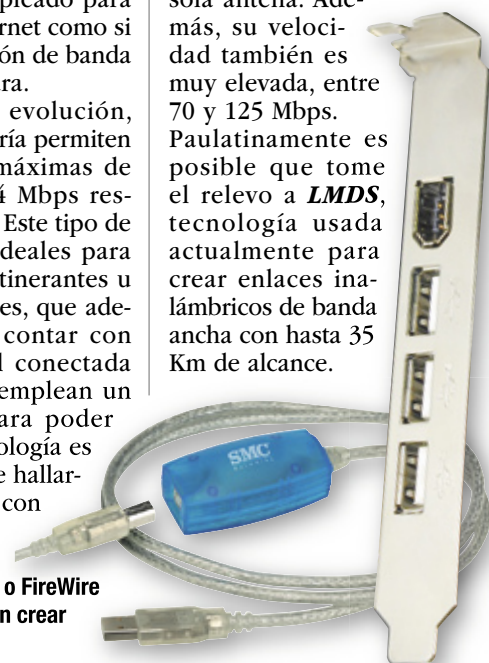 plicado para
rnet como si
ón de banda
ra.
evolución,
ría permiten
máximas de
4 Mbps res-
Este tipo de
deales para
tinerantes u
es, que ade-
contar con
l conectada
emplean un
ara poder
ología es
e hallar-
con
sola antena. Ade-
más, su veloci-
dad también es
muy elevada, entre
70 y 125 Mbps.
Paulatinamente es
posible que tome
el relevo a LMDS,
tecnología usada
actualmente para
crear enlaces ina-
lámbricos de banda
ancha con hasta 35
Km de alcance.
SMC
o FireWire
n crear